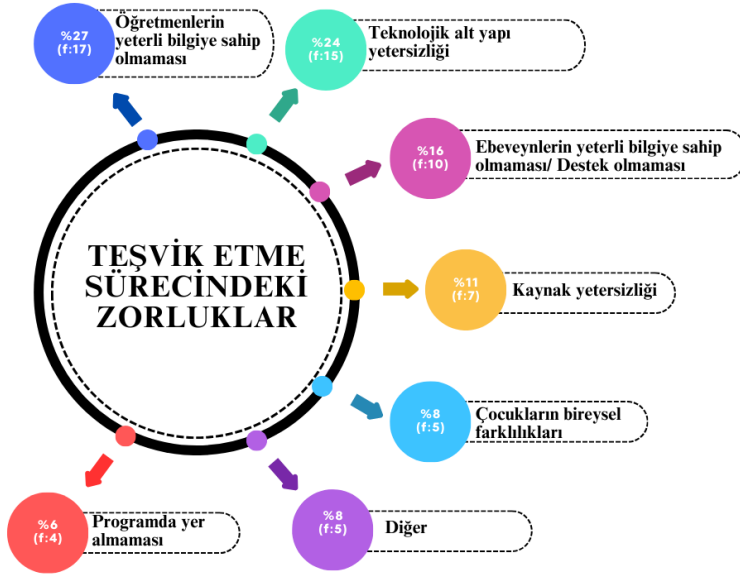 %27
(f:17)
Öğretmenlerin
yeterli bilgiye sahip
olmaması
%24
(f:15)
Teknolojik alt yapı
yetersizliği
%16
(f:10)
Ebeveynlerin yeterli bilgiye sahip
olmaması/ Destek olmaması
TEŞVİK ETME
SÜRECİNDEKİ
ZORLUKLAR
%11
(f:7)
Kaynak yetersizliği
%8
(f:5)
Çocukların bireysel
farklılıkları
%8
(f:5)
Diğer
%6
(f:4)
Programda yer
almaması